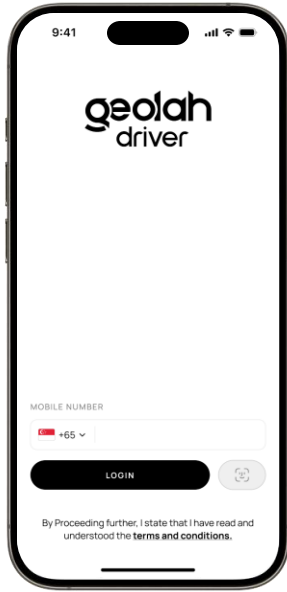 9:41
geolah
driver
MOBILE NUMBER
+65
LOGIN
By Proceeding further, I state that I have read and
understood the terms and conditions.